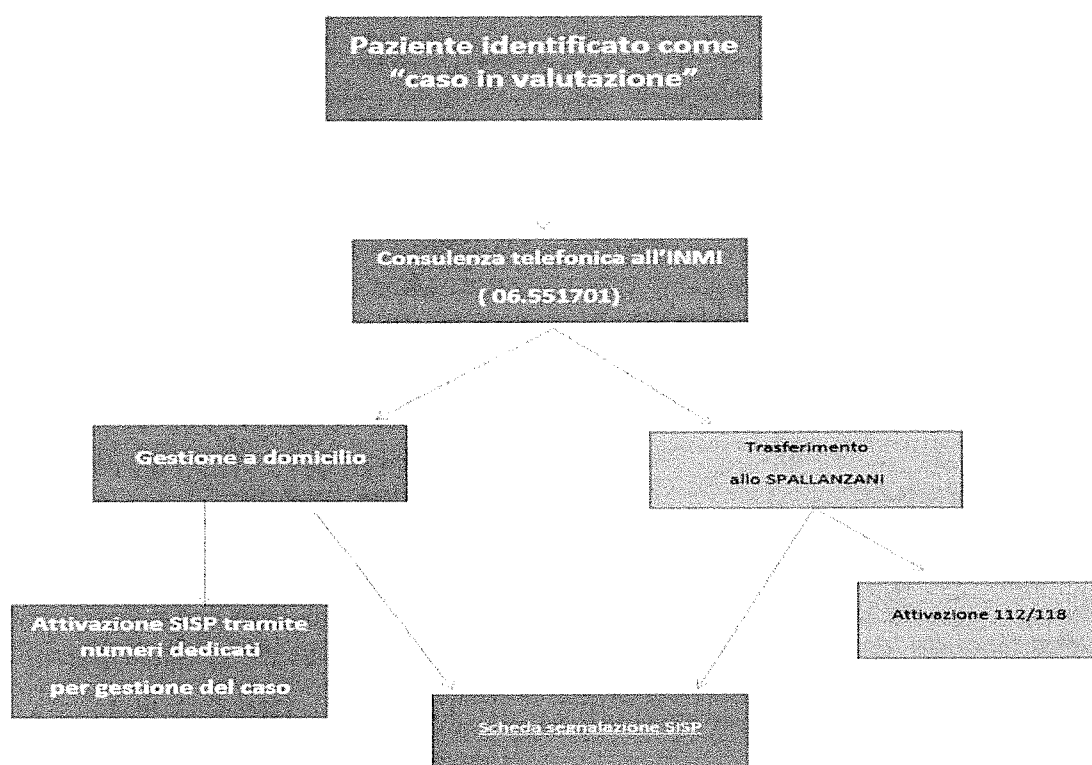 Paziente identificato come
“caso in valutazione”
Consulenza telefonica all'INMI
( 06.551701)
Gestione a domicilio
Trasferimento
allo SPALLANZANI
Attivazione SISP tramite
numeri dedicati
per gestione del caso
Attivazione 112/118
Scheda segnalazione SISP